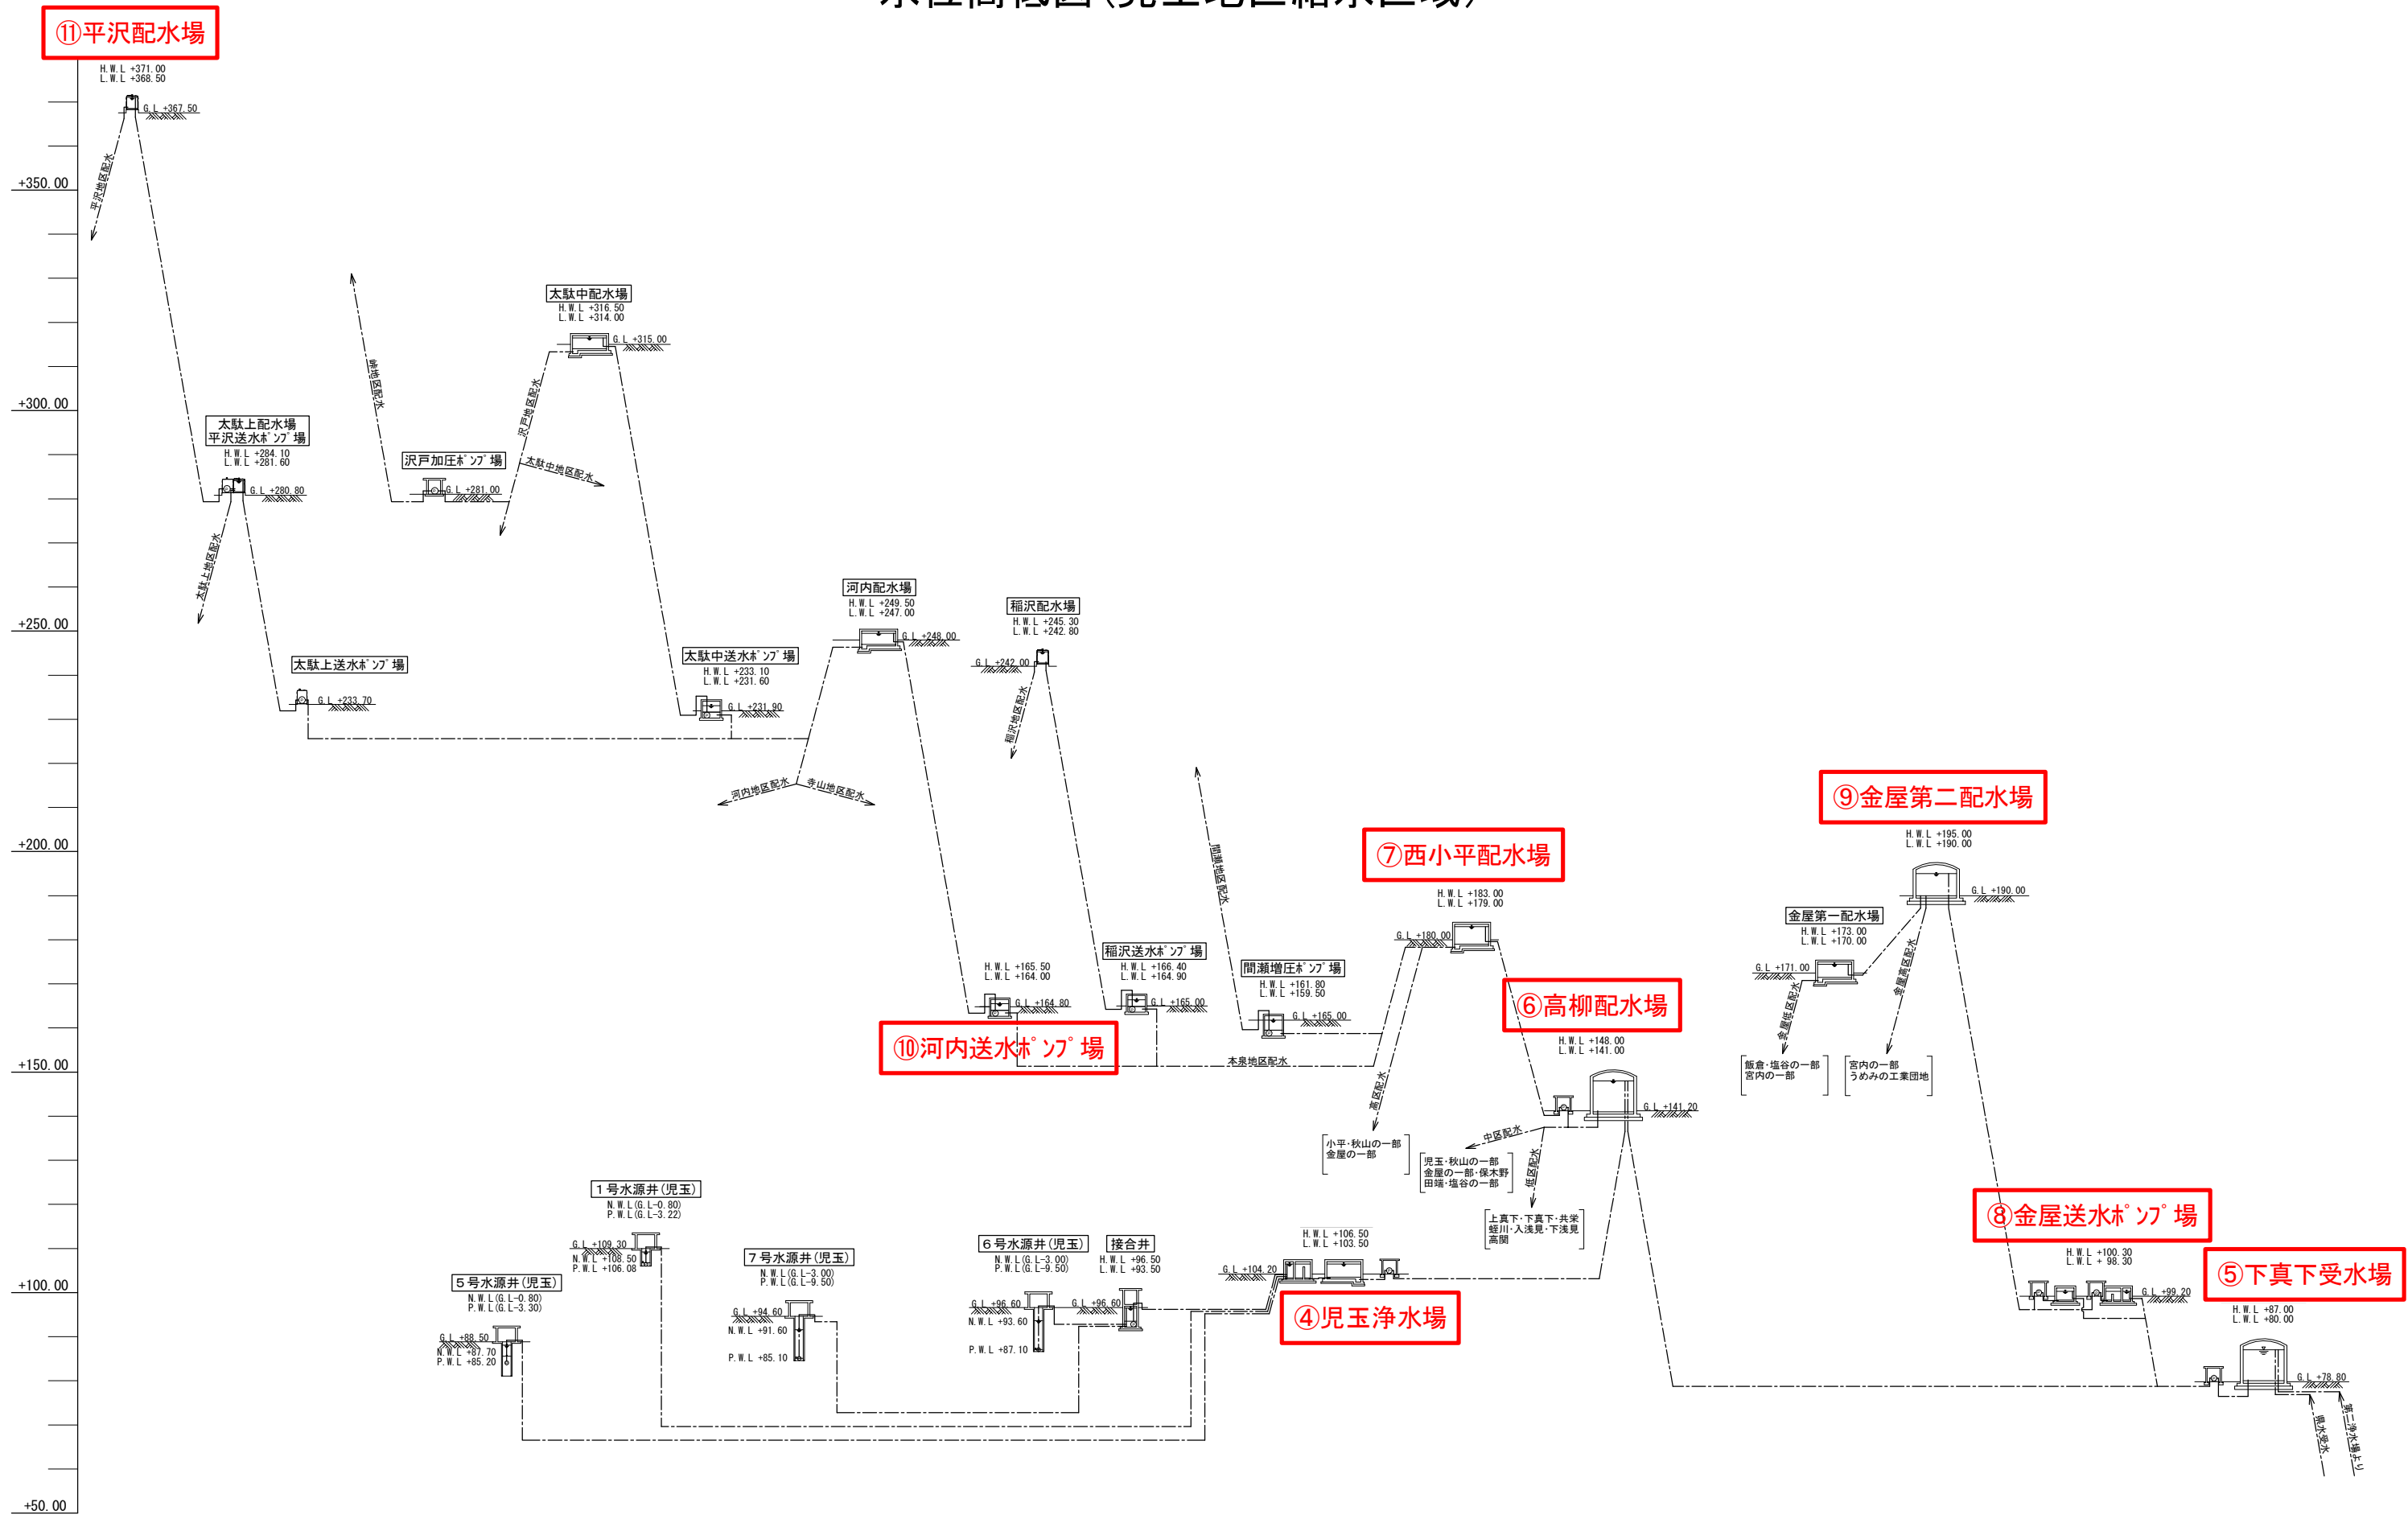 水位高低図(児玉地区給水区域)
⑪平沢配水場
H.W.L +371.00
L.W.L +368.50
G.L +367.50
平沢地区配水
+350.00
+300.00
+250.00
+200.00
+150.00
+100.00
+50.00
太駄上配水場
平沢送水ポンプ場
H.W.L +284.10
L.W.L +281.60
G.L +280.80
太駄上地区配水
太駄上送水ポンプ場
G.L +233.70
峠地区配水
沢戸加圧ポンプ場
G.L +281.00
太駄中配水場
H.W.L +316.50
L.W.L +314.00
G.L +315.00
沢戸地区配水
太駄中地区配水
太駄中送水ポンプ場
H.W.L +233.10
L.W.L +231.60
G.L +231.90
河内配水場
H.W.L +249.50
L.W.L +247.00
G.L +248.00
河内地区配水
寺山地区配水
稲沢配水場
H.W.L +245.30
L.W.L +242.80
G.L +242.00
稲沢地区配水
H.W.L +165.50
L.W.L +164.00
G.L +164.80
⑩河内送水ポンプ場
稲沢送水ポンプ場
H.W.L +166.40
L.W.L +164.90
G.L +165.00
本泉地区配水
間瀬地区配水
間瀬増圧ポンプ場
H.W.L +161.80
L.W.L +159.50
G.L +165.00
⑦西小平配水場
H.W.L +183.00
L.W.L +179.00
G.L +180.00
高区配水
小平・秋山の一部
金屋の一部
⑥高柳配水場
H.W.L +148.00
L.W.L +141.00
G.L +141.20
中区配水
児玉・秋山の一部
金屋の一部・保木野
田端・塩谷の一部
低区配水
上真下・下真下・共栄
蛭川・入浅見・下浅見
高関
⑨金屋第二配水場
H.W.L +195.00
L.W.L +190.00
G.L +190.00
金屋第一配水場
H.W.L +173.00
L.W.L +170.00
G.L +171.00
金屋低区配水
飯倉・塩谷の一部
宮内の一部
金屋高区配水
宮内の一部
うめみの工業団地
⑧金屋送水ポンプ場
H.W.L +100.30
L.W.L + 98.30
G.L +99.20
⑤下真下受水場
H.W.L +87.00
L.W.L +80.00
G.L +78.80
県水受水
第二浄水場より
5号水源井(児玉)
N.W.L(G.L-0.80)
P.W.L(G.L-3.30)
G.L +88.50
N.W.L +87.70
P.W.L +85.20
1号水源井(児玉)
N.W.L(G.L-0.80)
P.W.L(G.L-3.22)
G.L +109.30
N.W.L +108.50
P.W.L +106.08
7号水源井(児玉)
N.W.L(G.L-3.00)
P.W.L(G.L-9.50)
G.L +94.60
N.W.L +91.60
P.W.L +85.10
6号水源井(児玉)
N.W.L(G.L-3.00)
P.W.L(G.L-9.50)
G.L +96.60
N.W.L +93.60
P.W.L +87.10
接合井
H.W.L +96.50
L.W.L +93.50
G.L +96.60
H.W.L +106.50
L.W.L +103.50
G.L +104.20
④児玉浄水場